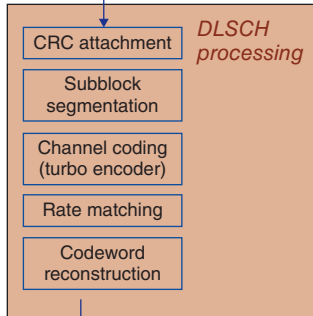 CRC attachment
DLSCH
processing
Subblock
segmentation
Channel coding
(turbo encoder)
Rate matching
Codeword
reconstruction